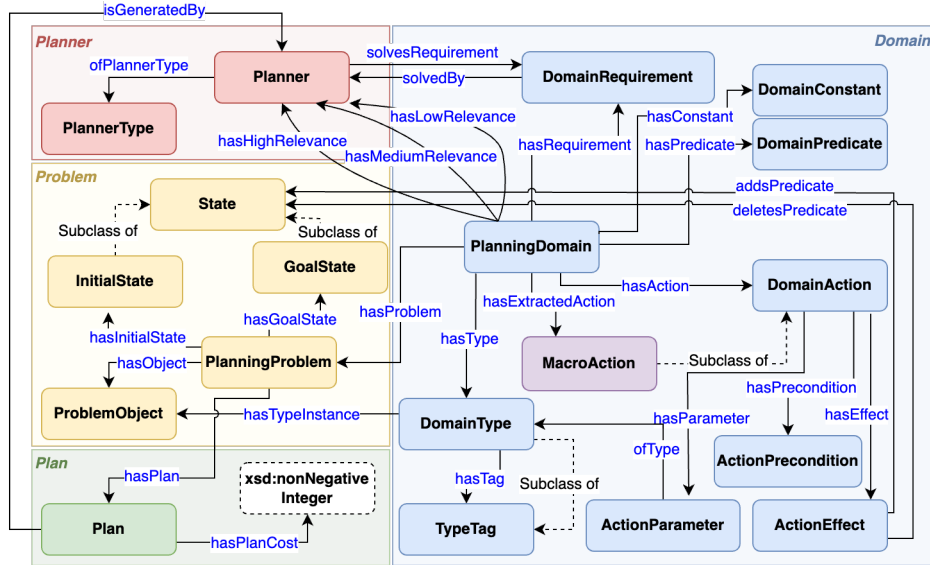 isGeneratedBy
Planner
Domain
Planner
ofPlannerType
PlannerType
solvesRequirement
solvedBy
DomainRequirement
hasConstant
DomainConstant
hasLowRelevance
hasHighRelevance
hasMediumRelevance
hasRequirement
hasPredicate
DomainPredicate
Problem
State
addsPredicate
deletesPredicate
Subclass of
Subclass of
InitialState
GoalState
PlanningDomain
hasAction
DomainAction
hasExtractedAction
hasProblem
hasInitialState
hasGoalState
hasType
hasObject
PlanningProblem
MacroAction
Subclass of
hasPrecondition
ProblemObject
hasTypeInstance
DomainType
hasParameter
hasEffect
ofType
ActionPrecondition
Plan
hasPlan
xsd:nonNegative
Integer
hasTag
Subclass of
Plan
hasPlanCost
TypeTag
ActionParameter
ActionEffect